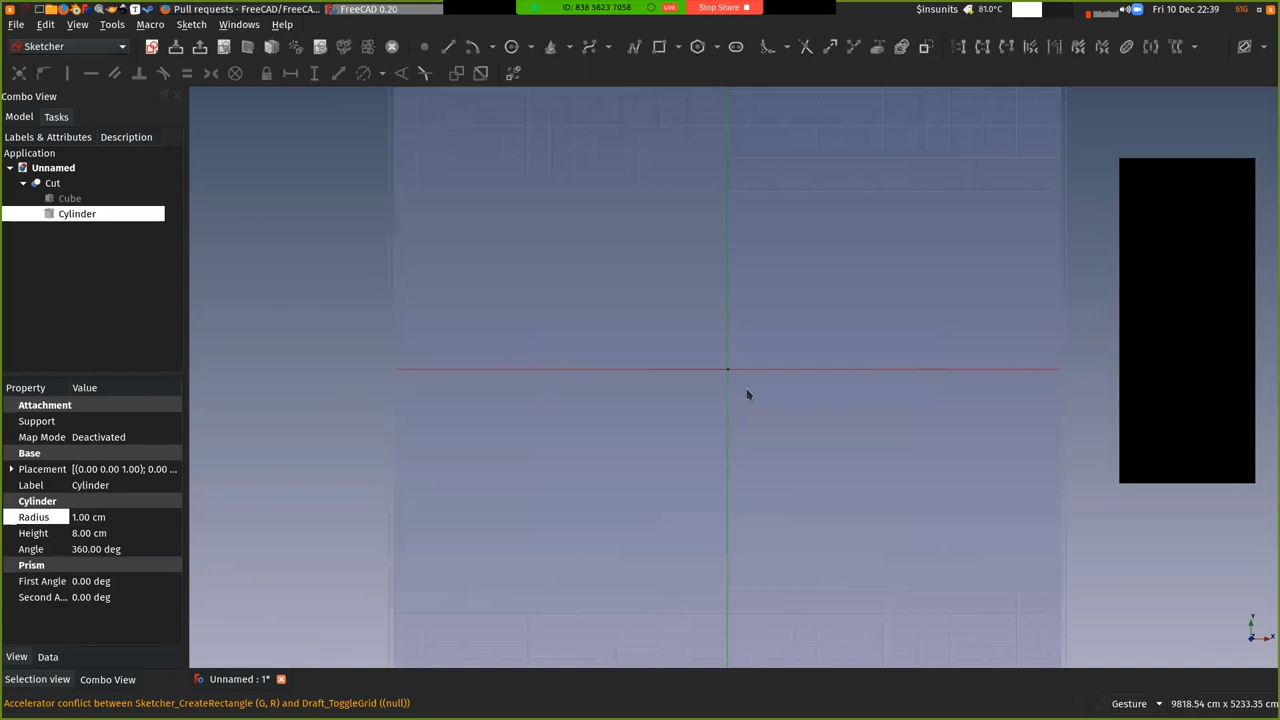 Pull requests - FreeCAD/FreeCA...
FreeCAD 0.20
ID: 838 5623 7058
LIVE
Stop Share
$insunits
81.0°C
Fri 10 Dec 22:39
61G
File Edit View Tools Macro Sketch Windows Help
Sketcher
Combo View
Model Tasks
Labels & Attributes Description
Application
Unnamed
Cut
Cube
Cylinder
Property Value
Attachment
Support
Map Mode Deactivated
Base
Placement [(0.00 0.00 1.00); 0.00 ...
Label Cylinder
Cylinder
Radius 1.00 cm
Height 8.00 cm
Angle 360.00 deg
Prism
First Angle 0.00 deg
Second A... 0.00 deg
View Data
Selection view Combo View
Unnamed : 1*
Y
X
Z
Accelerator conflict between Sketcher_CreateRectangle (G, R) and Draft_ToggleGrid ((null))
Gesture 9818.54 cm x 5233.35 cm